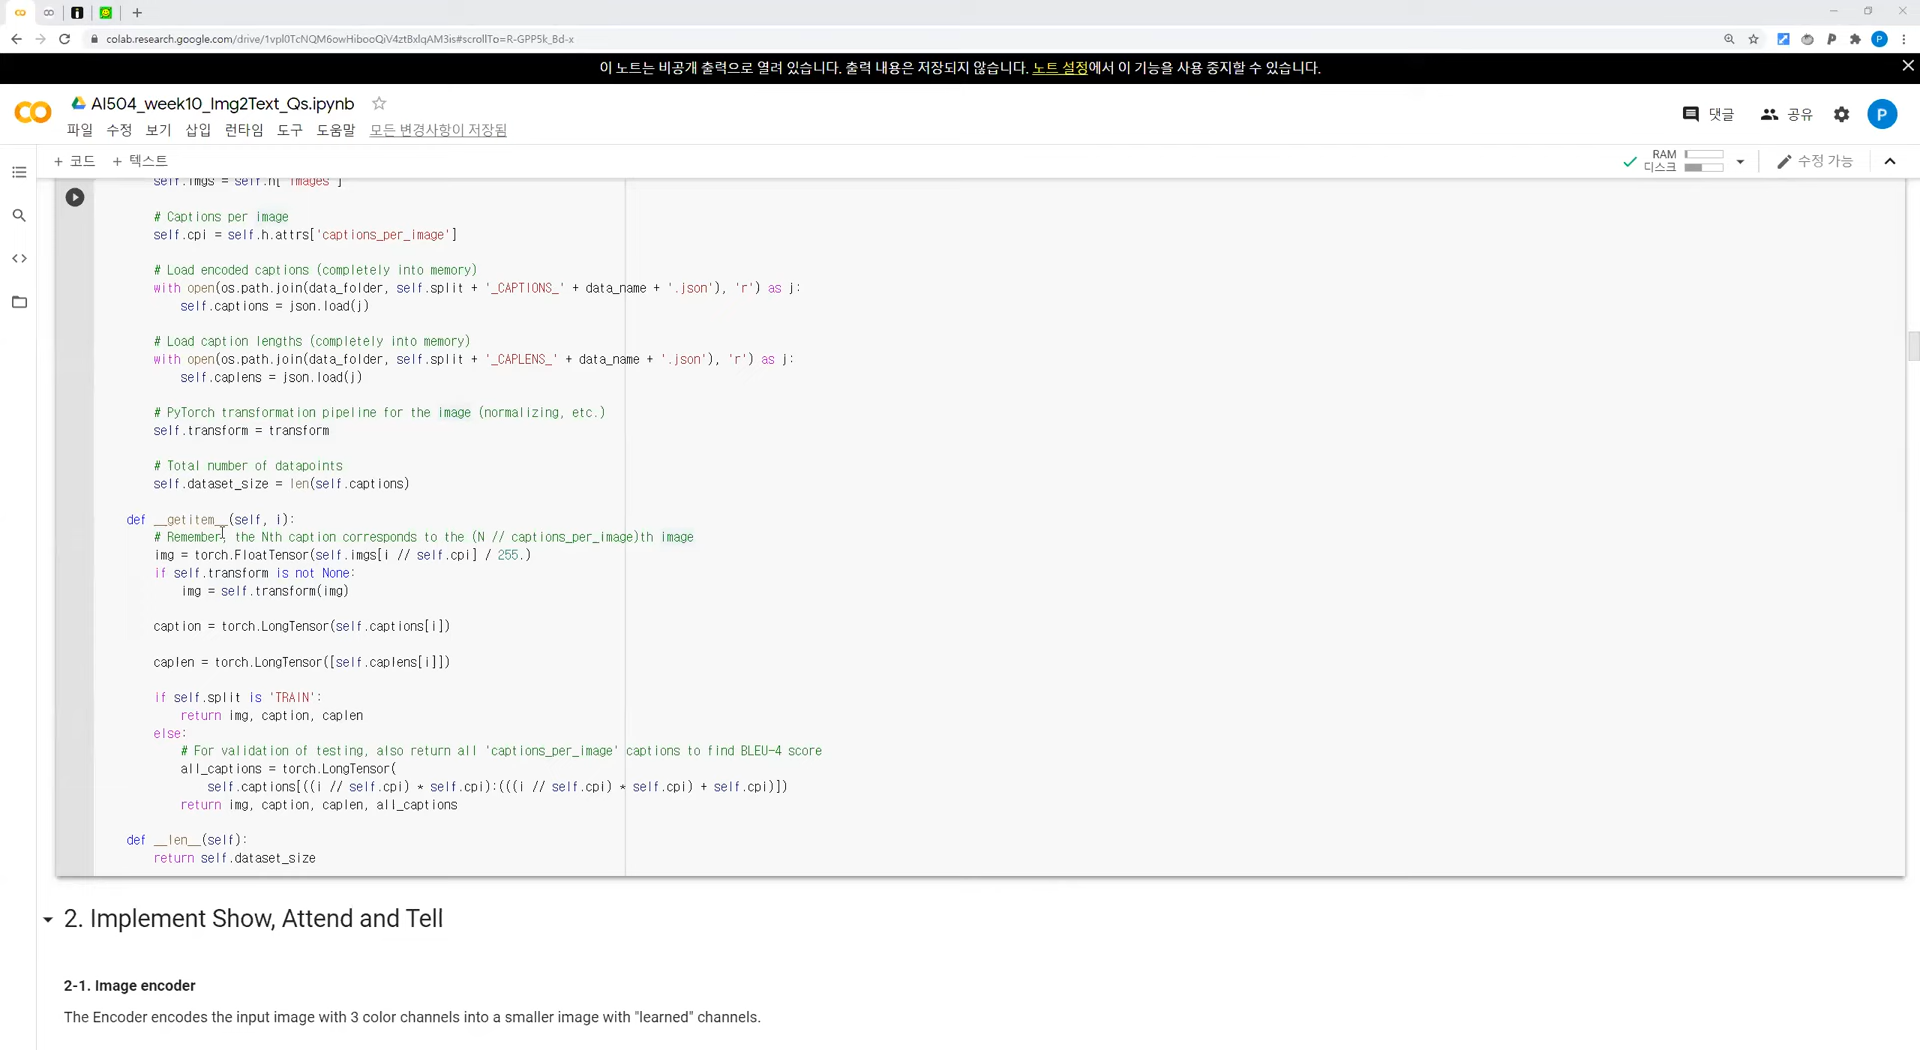 colab.research.google.com/drive/1vpl0TcNQM6owHibooQiV4ztBxlqAM3is#scrollTo=R-GPP5k_Bd-x
이 노트는 비공개 출력으로 열려 있습니다. 출력 내용은 저장되지 않습니다. 노트 설정에서 이 기능을 사용 중지할 수 있습니다.
AI504_week10_Img2Text_Qs.ipynb
댓글 공유 P
파일 수정 보기 삽입 런타임 도구 도움말 모든 변경사항이 저장됨
+ 코드 + 텍스트
RAM
디스크
수정 가능
self.imgs = self.h['images']
# Captions per image
self.cpi = self.h.attrs['captions_per_image']
# Load encoded captions (completely into memory)
with open(os.path.join(data_folder, self.split + '_CAPTIONS_' + data_name + '.json'), 'r') as j:
self.captions = json.load(j)
# Load caption lengths (completely into memory)
with open(os.path.join(data_folder, self.split + '_CAPLENS_' + data_name + '.json'), 'r') as j:
self.caplens = json.load(j)
# PyTorch transformation pipeline for the image (normalizing, etc.)
self.transform = transform
# Total number of datapoints
self.dataset_size = len(self.captions)
def __getitem__(self, i):
# Remember, the Nth caption corresponds to the (N // captions_per_image)th image
img = torch.FloatTensor(self.imgs[i // self.cpi] / 255.)
if self.transform is not None:
img = self.transform(img)
caption = torch.LongTensor(self.captions[i])
caplen = torch.LongTensor([self.caplens[i]])
if self.split is 'TRAIN':
return img, caption, caplen
else:
# For validation of testing, also return all 'captions_per_image' captions to find BLEU-4 score
all_captions = torch.LongTensor(
self.captions[((i // self.cpi) * self.cpi):(((i // self.cpi) * self.cpi) + self.cpi)])
return img, caption, caplen, all_captions
def __len__(self):
return self.dataset_size
2. Implement Show, Attend and Tell
2-1. Image encoder
The Encoder encodes the input image with 3 color channels into a smaller image with "learned" channels.